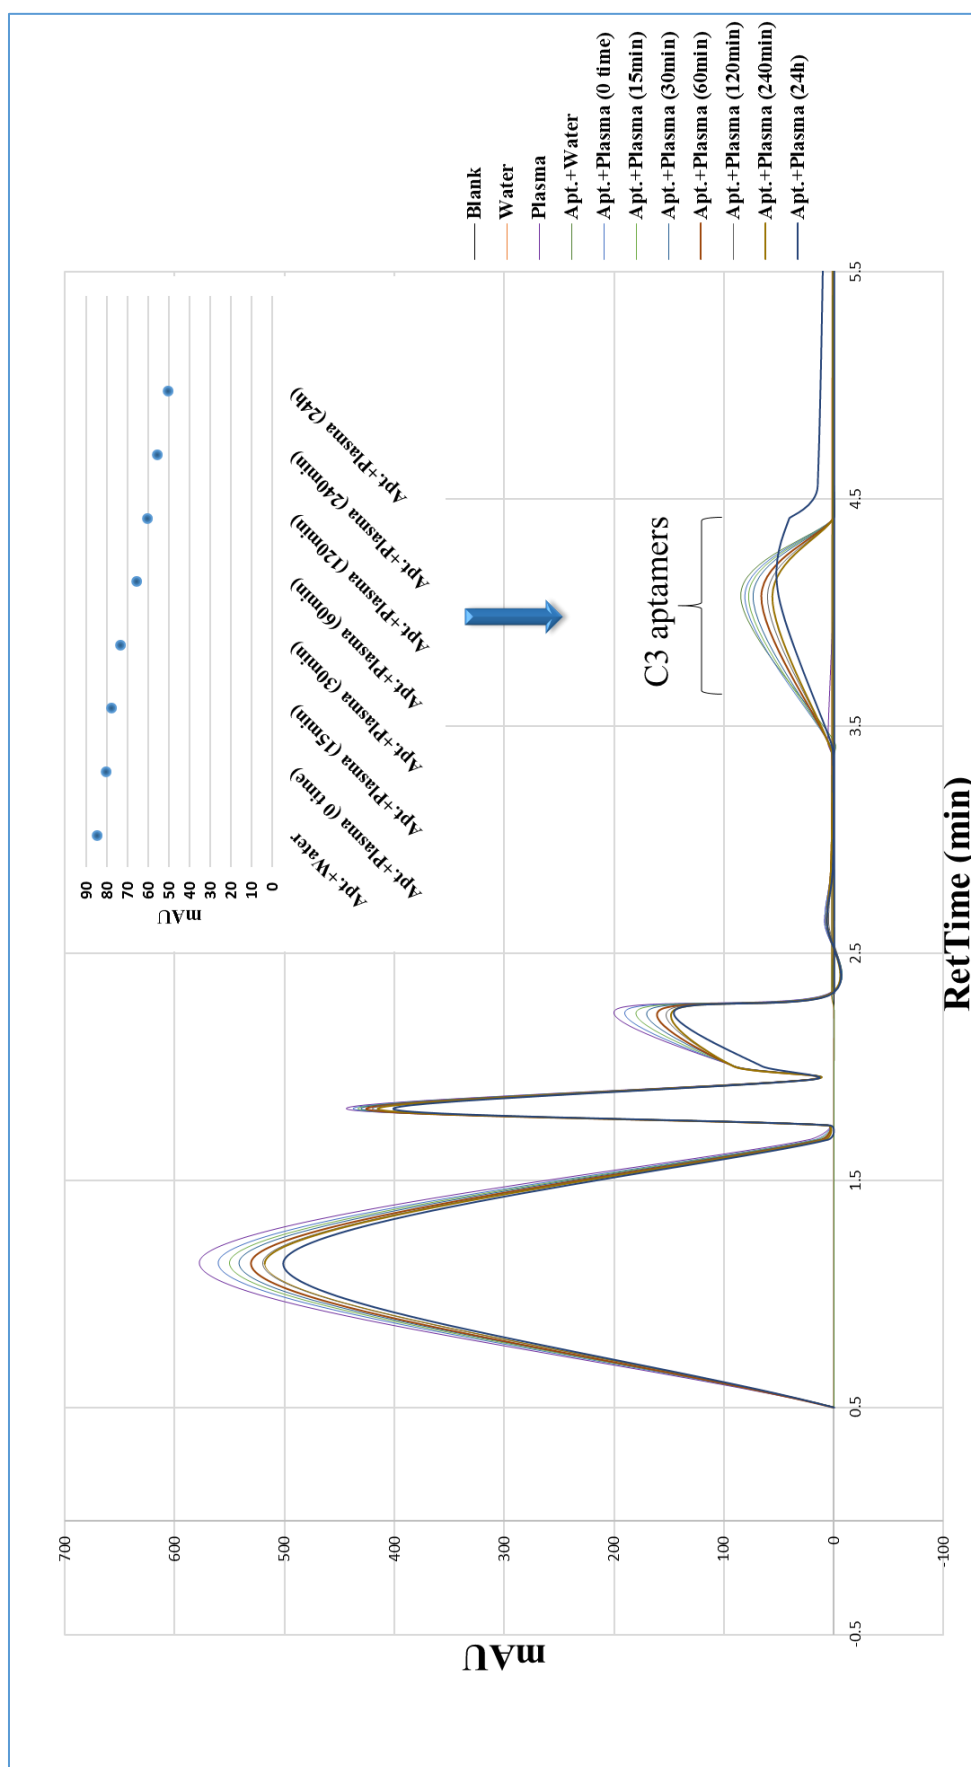 90
80
70
60
50
40
30
20
10
0
mAU
Apt.+Water
Apt.+Plasma (0 time)
Apt.+Plasma (15min)
Apt.+Plasma (30min)
Apt.+Plasma (60min)
Apt.+Plasma (120min)
Apt.+Plasma (240min)
Apt.+Plasma (24h)
C3 aptamers
700
600
500
400
300
200
100
0
-100
mAU
-0.5
0.5
1.5
2.5
3.5
4.5
5.5
RetTime (min)
Blank
Water
Plasma
Apt.+Water
Apt.+Plasma (0 time)
Apt.+Plasma (15min)
Apt.+Plasma (30min)
Apt.+Plasma (60min)
Apt.+Plasma (120min)
Apt.+Plasma (240min)
Apt.+Plasma (24h)